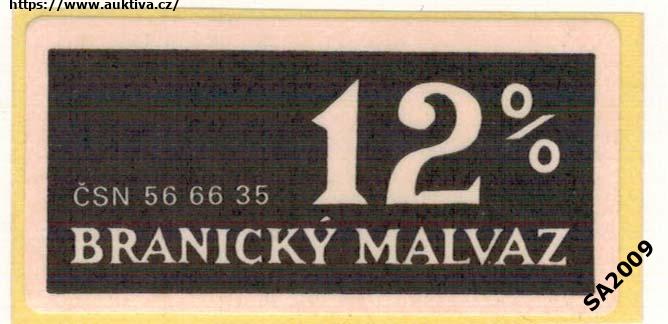 https://www.auktiva.cz/
12%
ČSN 56 66 35
BRANICKÝ MALVAZ
SA2009